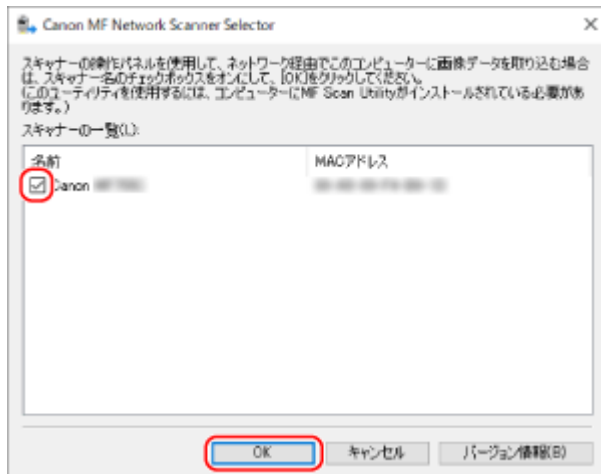 Canon MF Network Scanner Selector
スキャナーの操作パネルを使用して、ネットワーク経由でこのコンピューターに画像データを取り込む場合
は、スキャナー名のチェックボックスをオンにして、[OK]をクリックしてください。
(このユーティリティを使用するには、コンピューターにMF Scan Utilityがインストールされている必要があ
ります。)
スキャナーの一覧(L):
名前 MACアドレス
Canon
OK キャンセル バージョン情報(B)